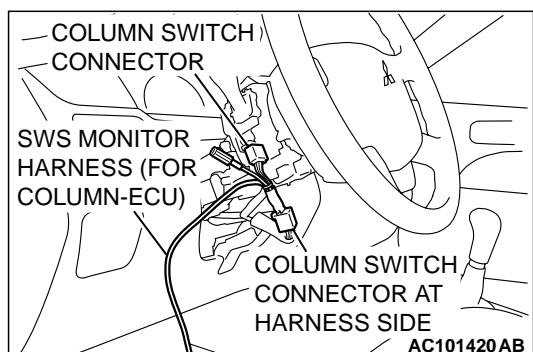 COLUMN SWITCH
CONNECTOR
SWS MONITOR
HARNESS (FOR
COLUMN-ECU)
COLUMN SWITCH
CONNECTOR AT
HARNESS SIDE
AC101420AB